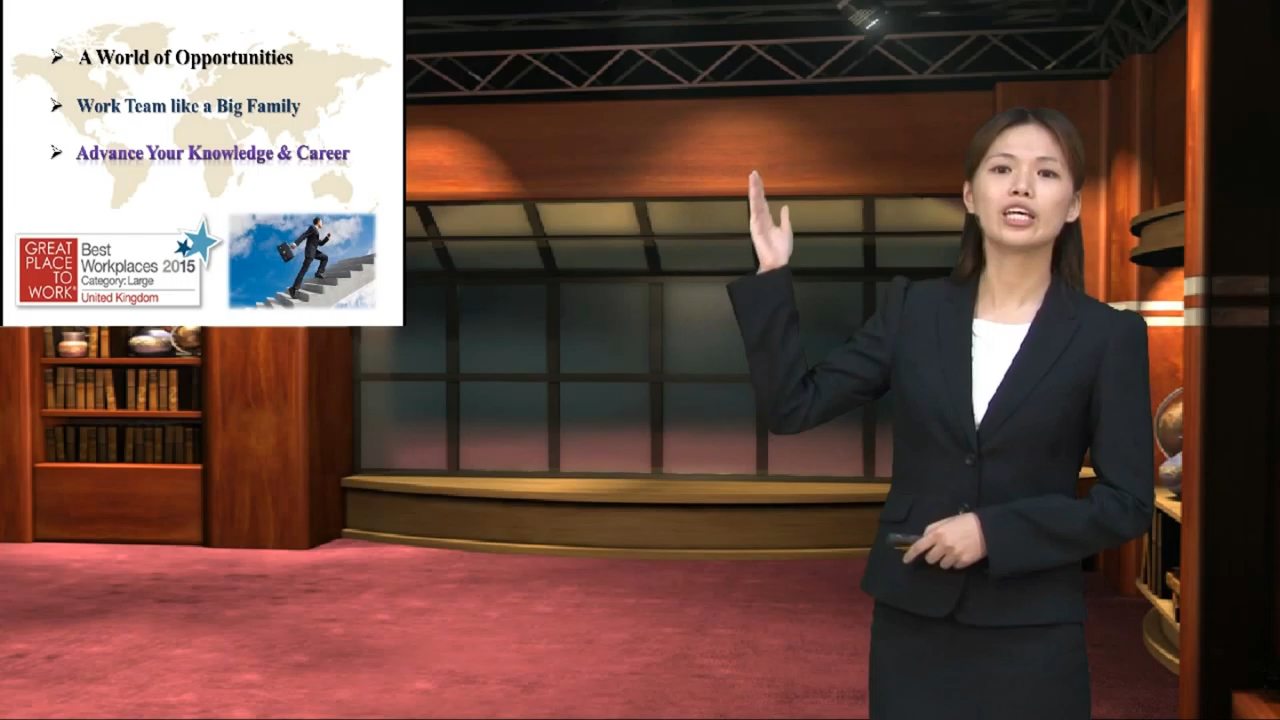 A World of Opportunities
Work Team like a Big Family
Advance Your Knowledge & Career
GREAT
PLACE
TO
WORK®
Best
Workplaces 2015
Category: Large
United Kingdom